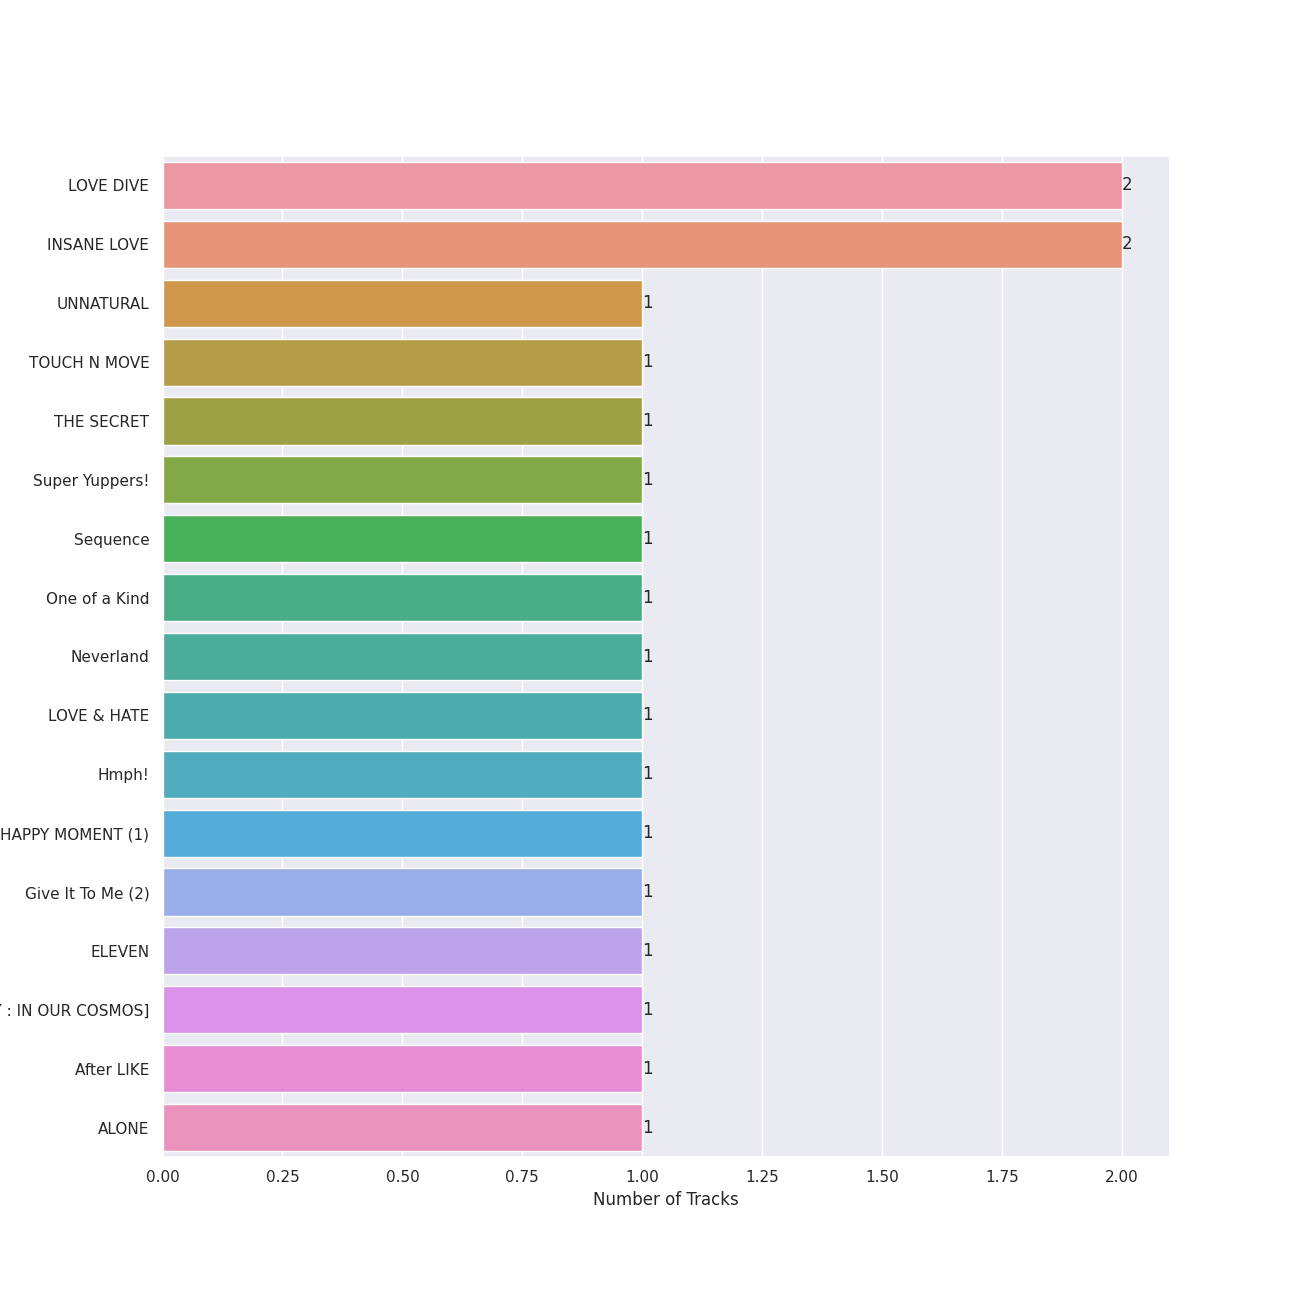 LOVE DIVE 2
INSANE LOVE 2
UNNATURAL 1
TOUCH N MOVE 1
THE SECRET 1
Super Yuppers! 1
Sequence 1
One of a Kind 1
Neverland 1
LOVE & HATE 1
Hmph! 1
HAPPY MOMENT (1) 1
Give It To Me (2) 1
ELEVEN 1
: IN OUR COSMOS] 1
After LIKE 1
ALONE 1
0.00 0.25 0.50 0.75 1.00 1.25 1.50 1.75 2.00
Number of Tracks